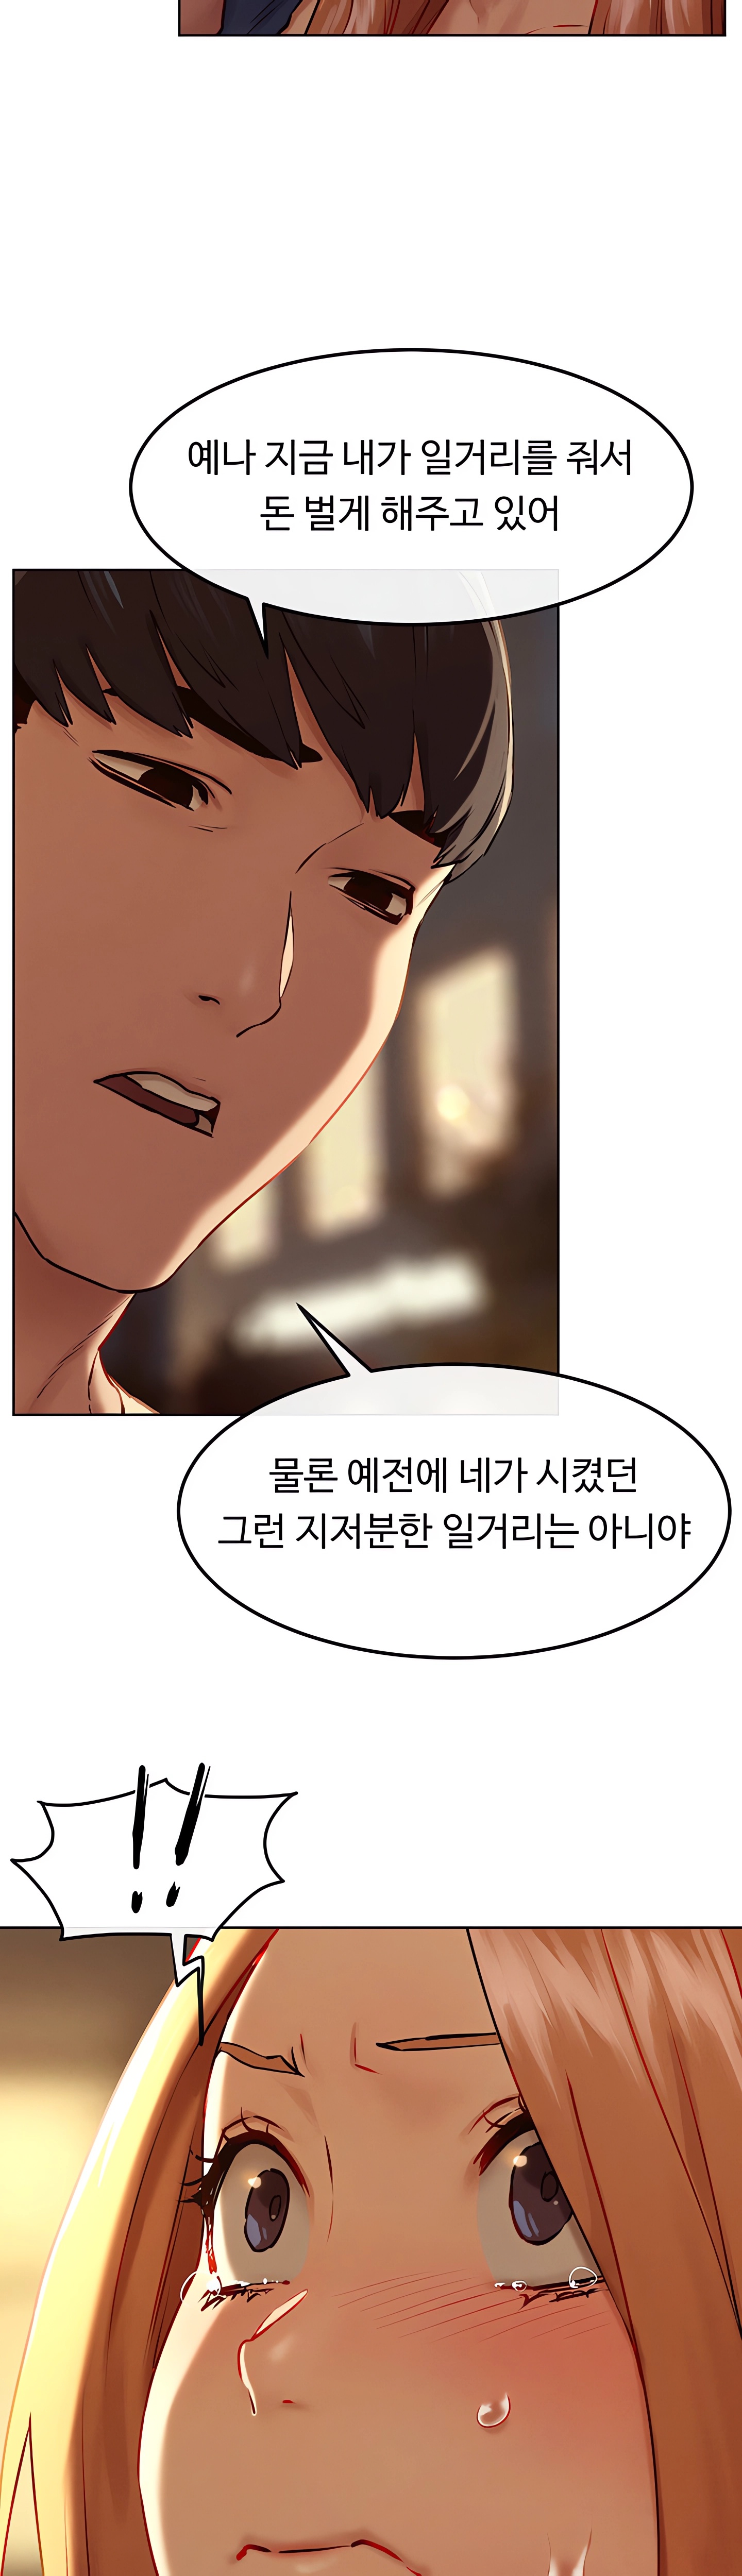 예나 지금 내가 일거리를 줘서
돈 벌게 해주고 있어
물론 예전에 네가 시켰던
그런 지저분한 일거리는 아니야
!!